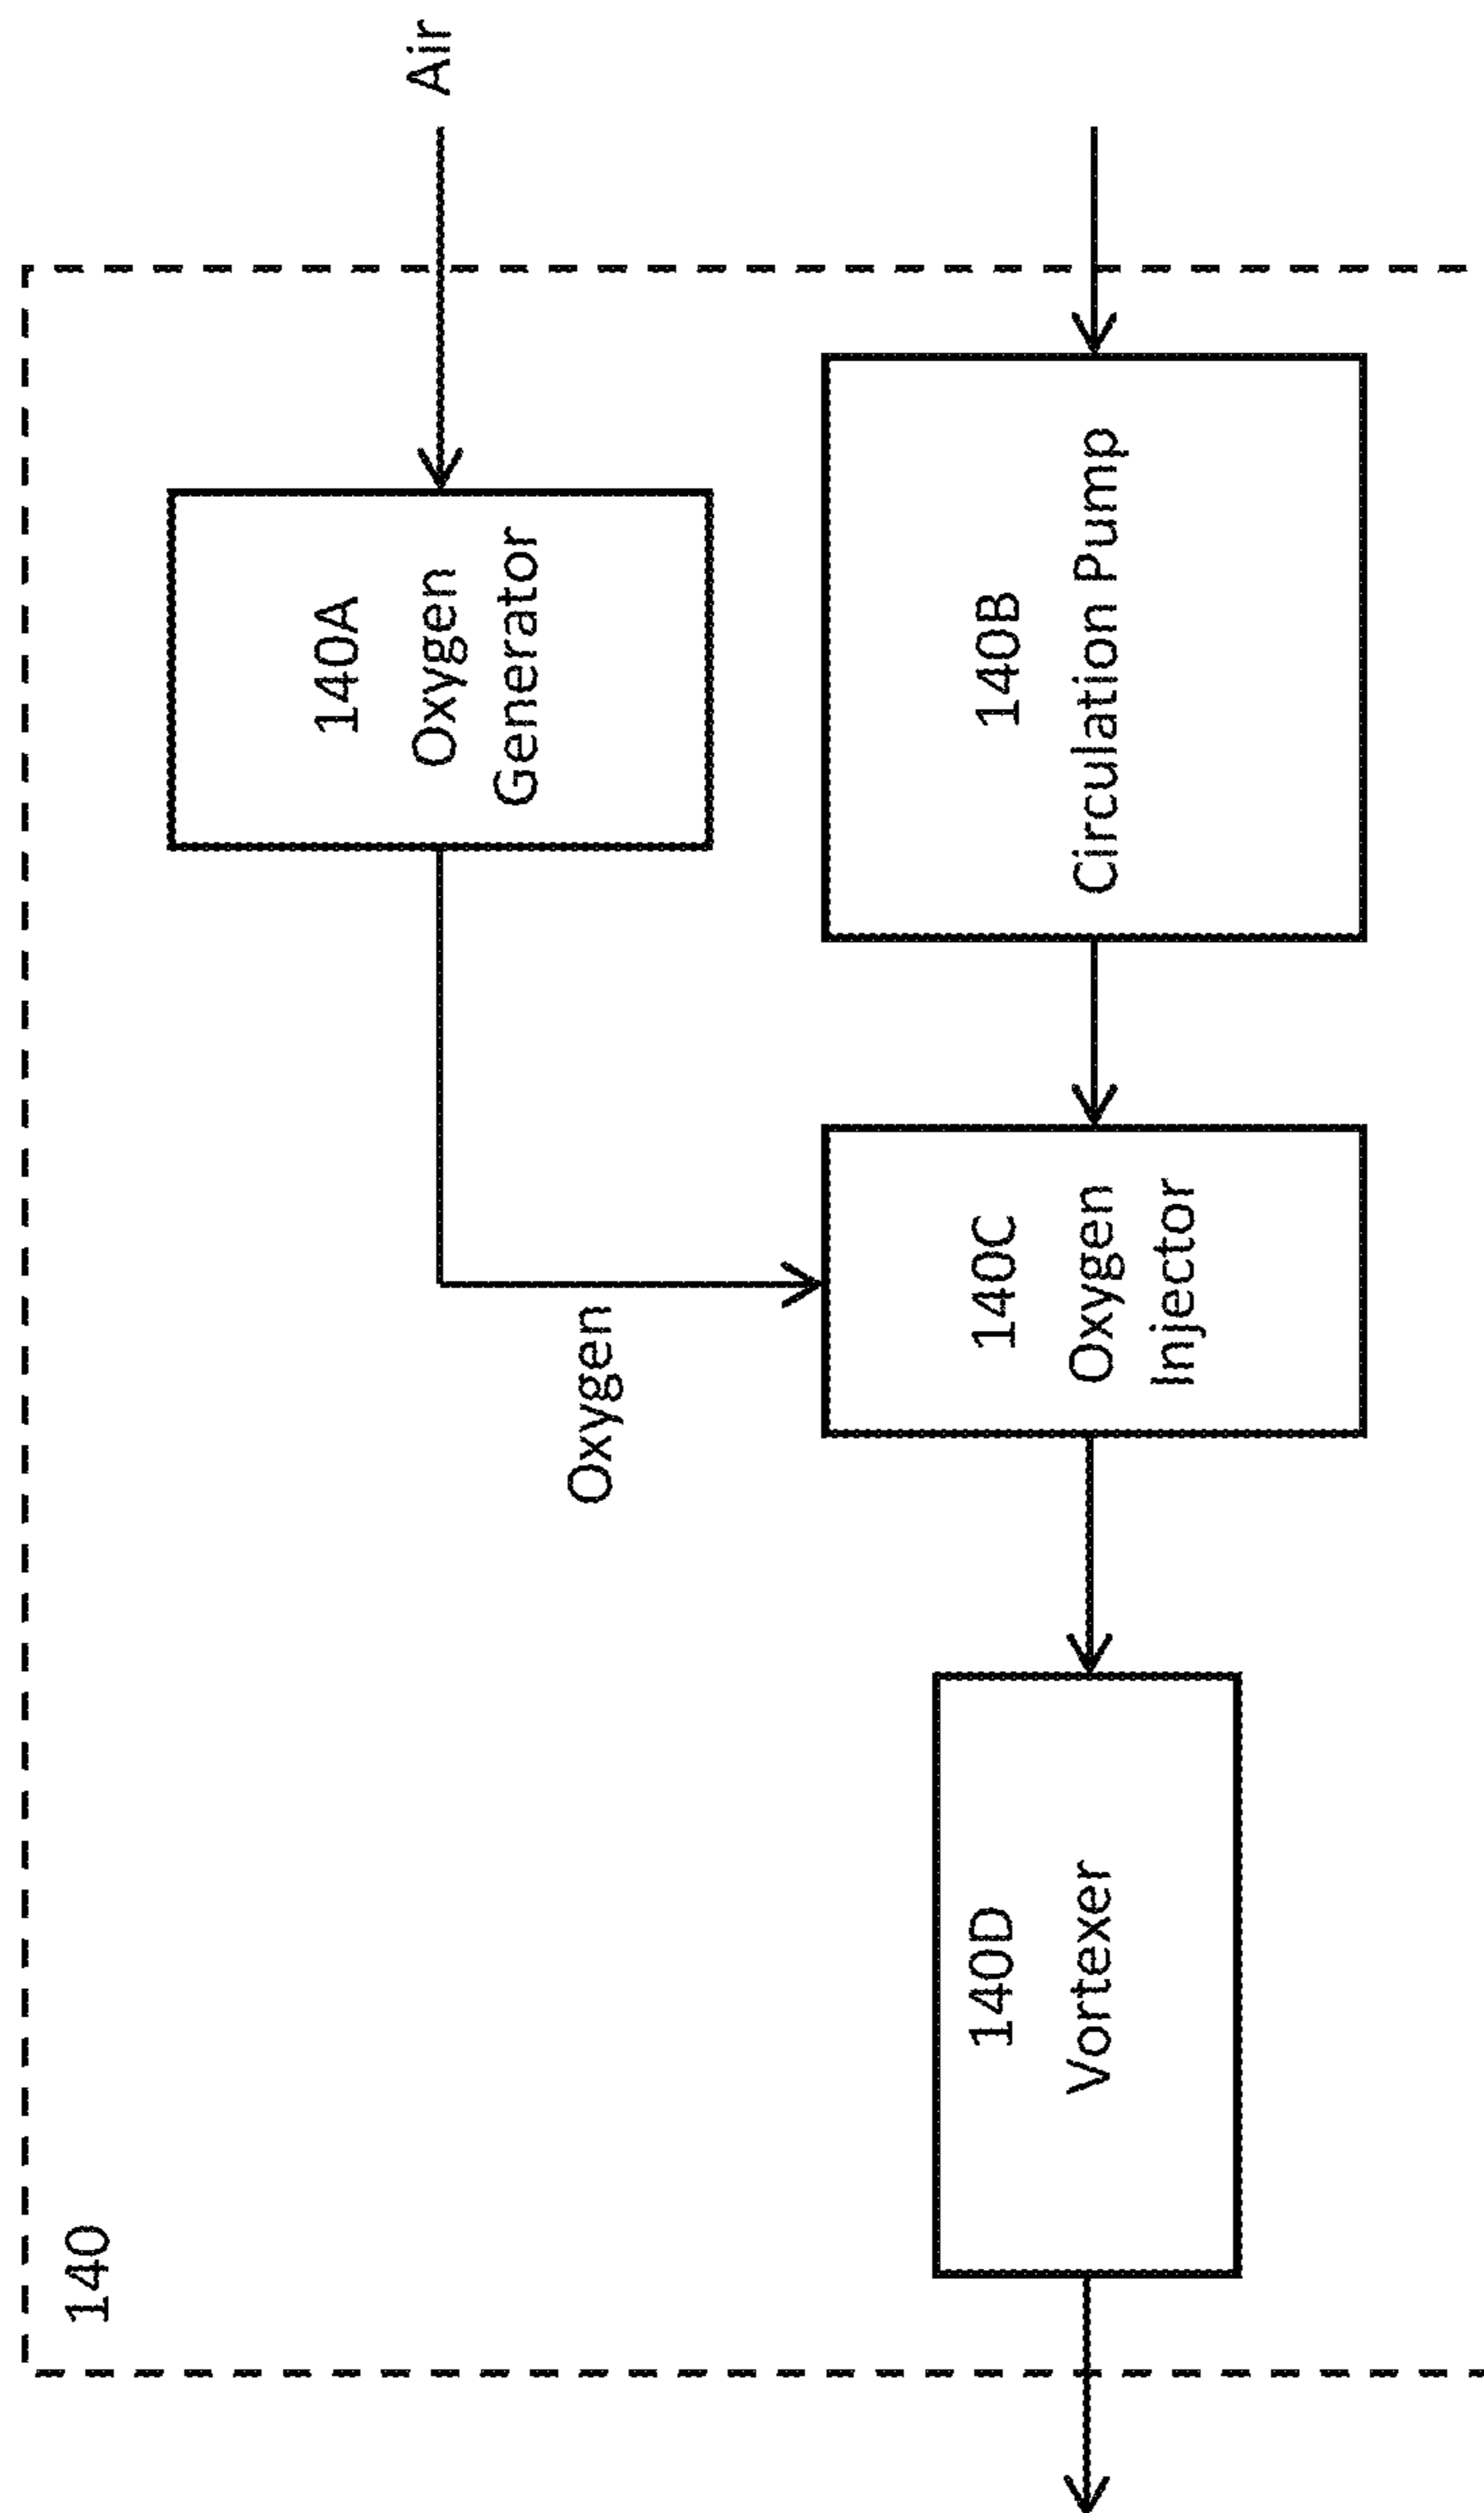 140
140D
Vortexer
Oxygen
140C
Oxygen
Injector
140A
Oxygen
Generator
140B
Circulation Pump
Air